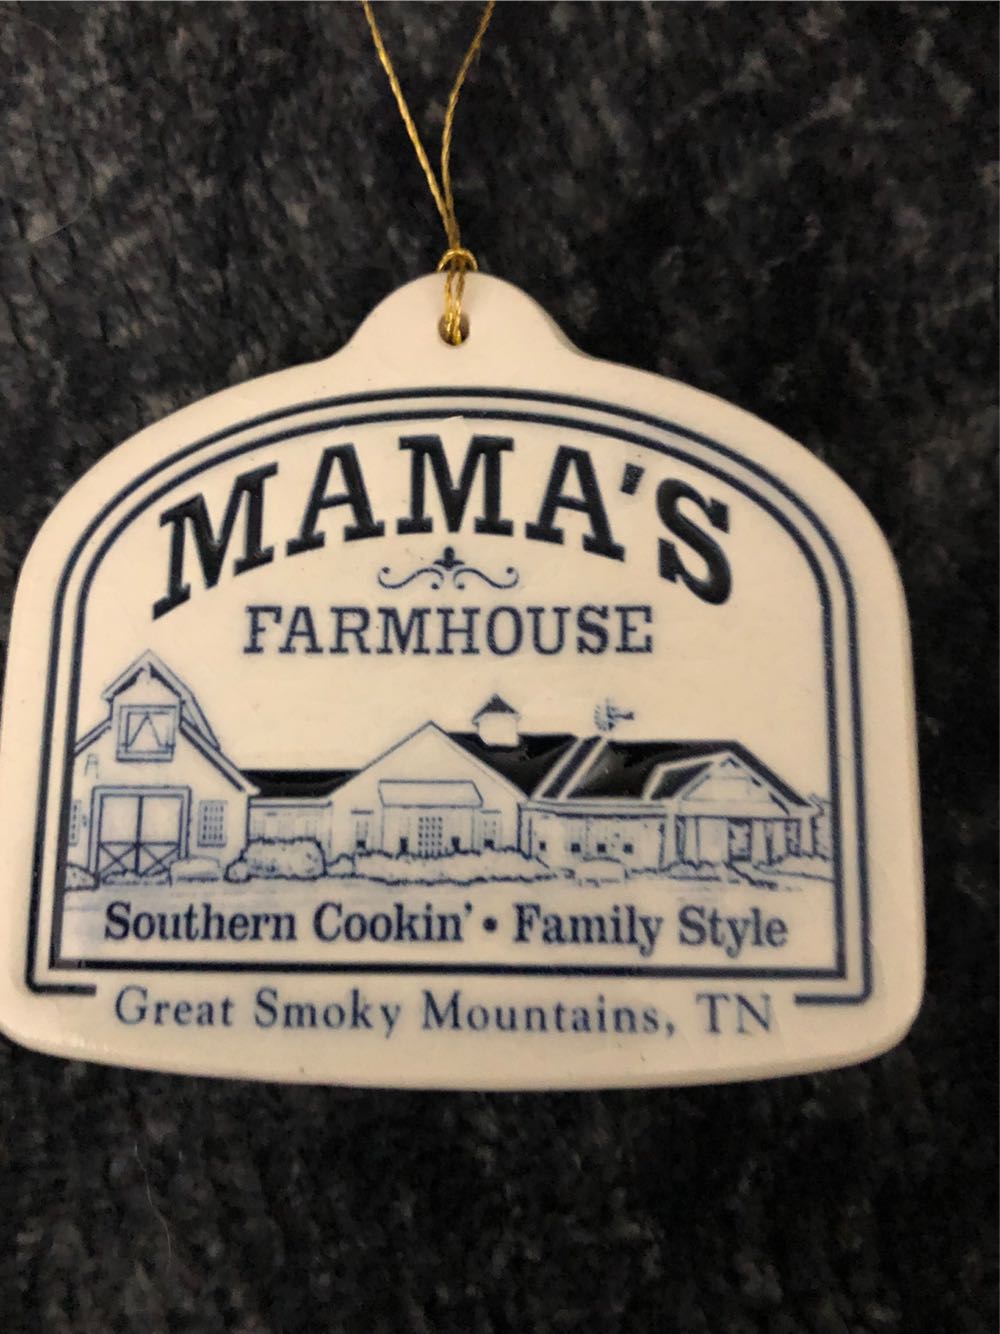 MAMA'S
FARMHOUSE
Southern Cookin' • Family Style
Great Smoky Mountains, TN